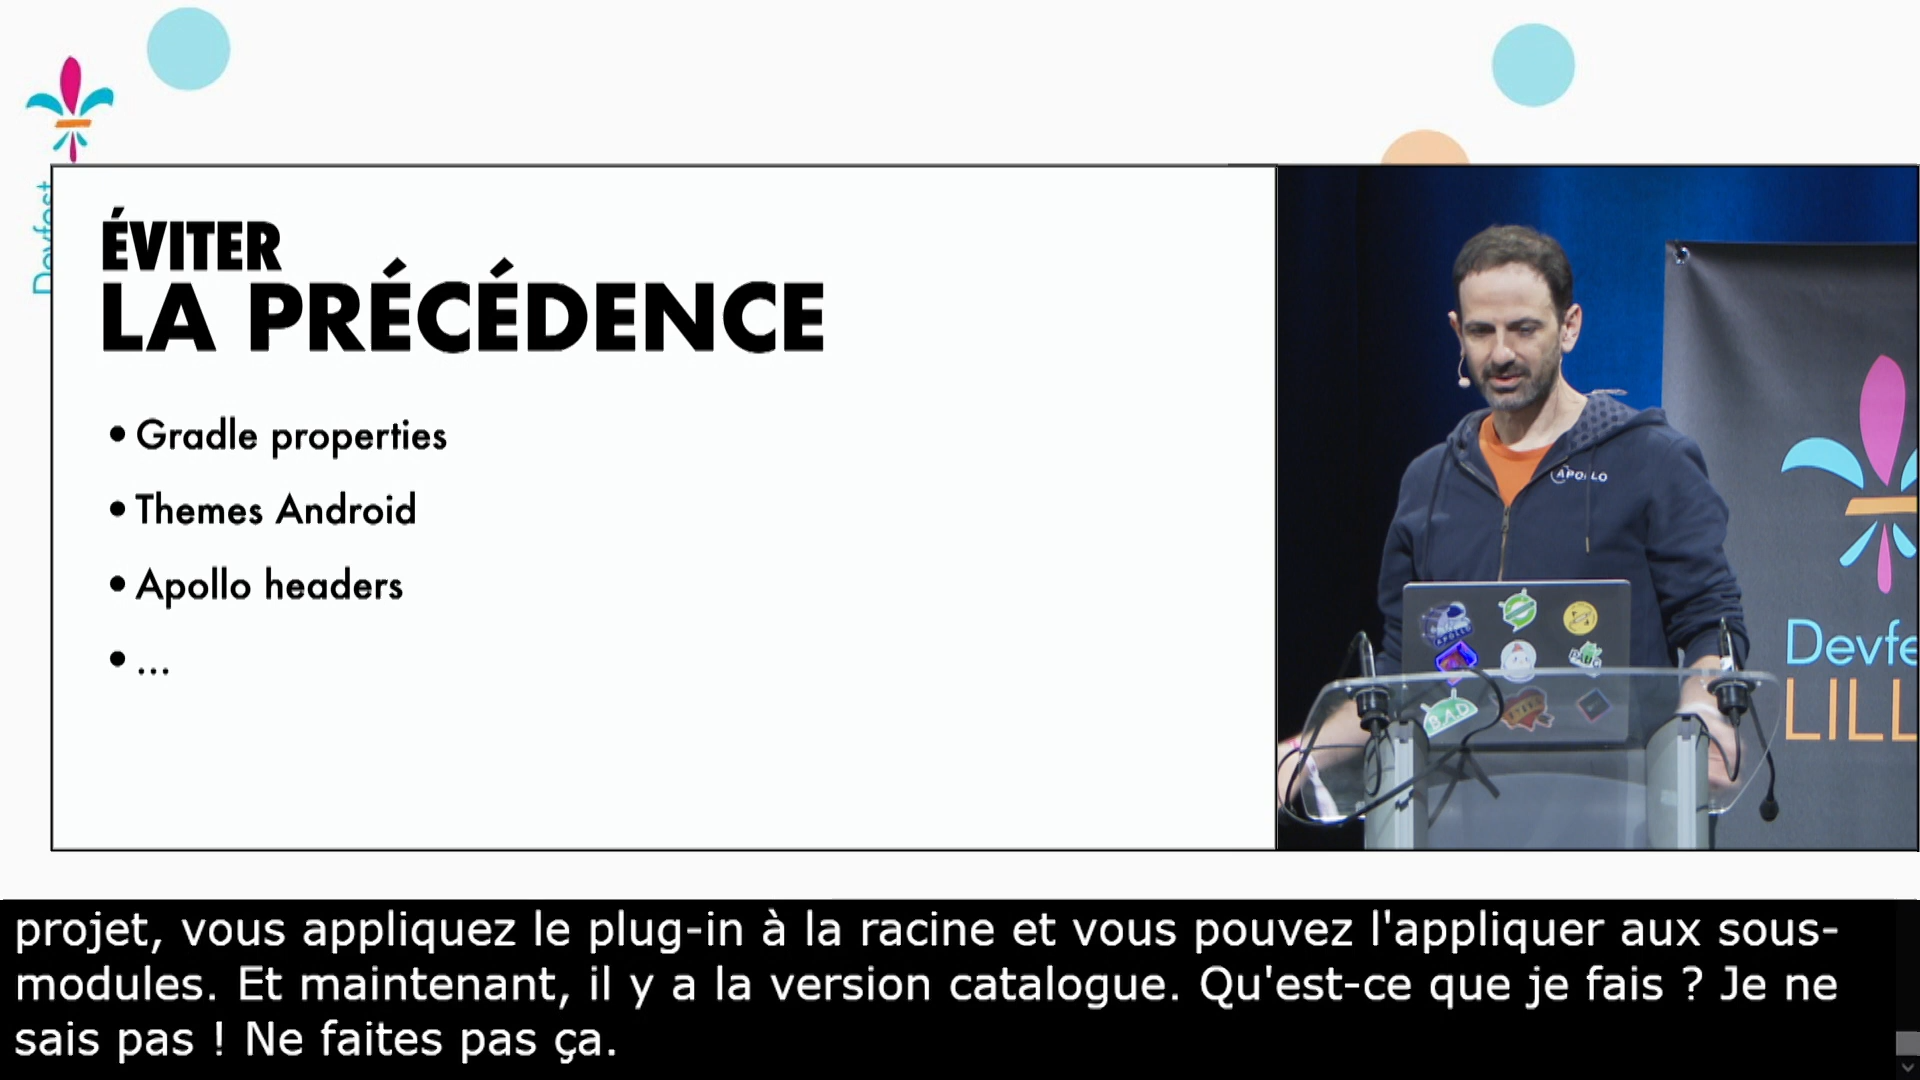 Devfest
ÉVITER
LA PRÉCÉDENCE
• Gradle properties
• Themes Android
• Apollo headers
• ...
APOLLO
APOLLO
B.A.D
Devfe
LILL
projet, vous appliquez le plug-in à la racine et vous pouvez l'appliquer aux sous-
modules. Et maintenant, il y a la version catalogue. Qu'est-ce que je fais ? Je ne
sais pas ! Ne faites pas ça.